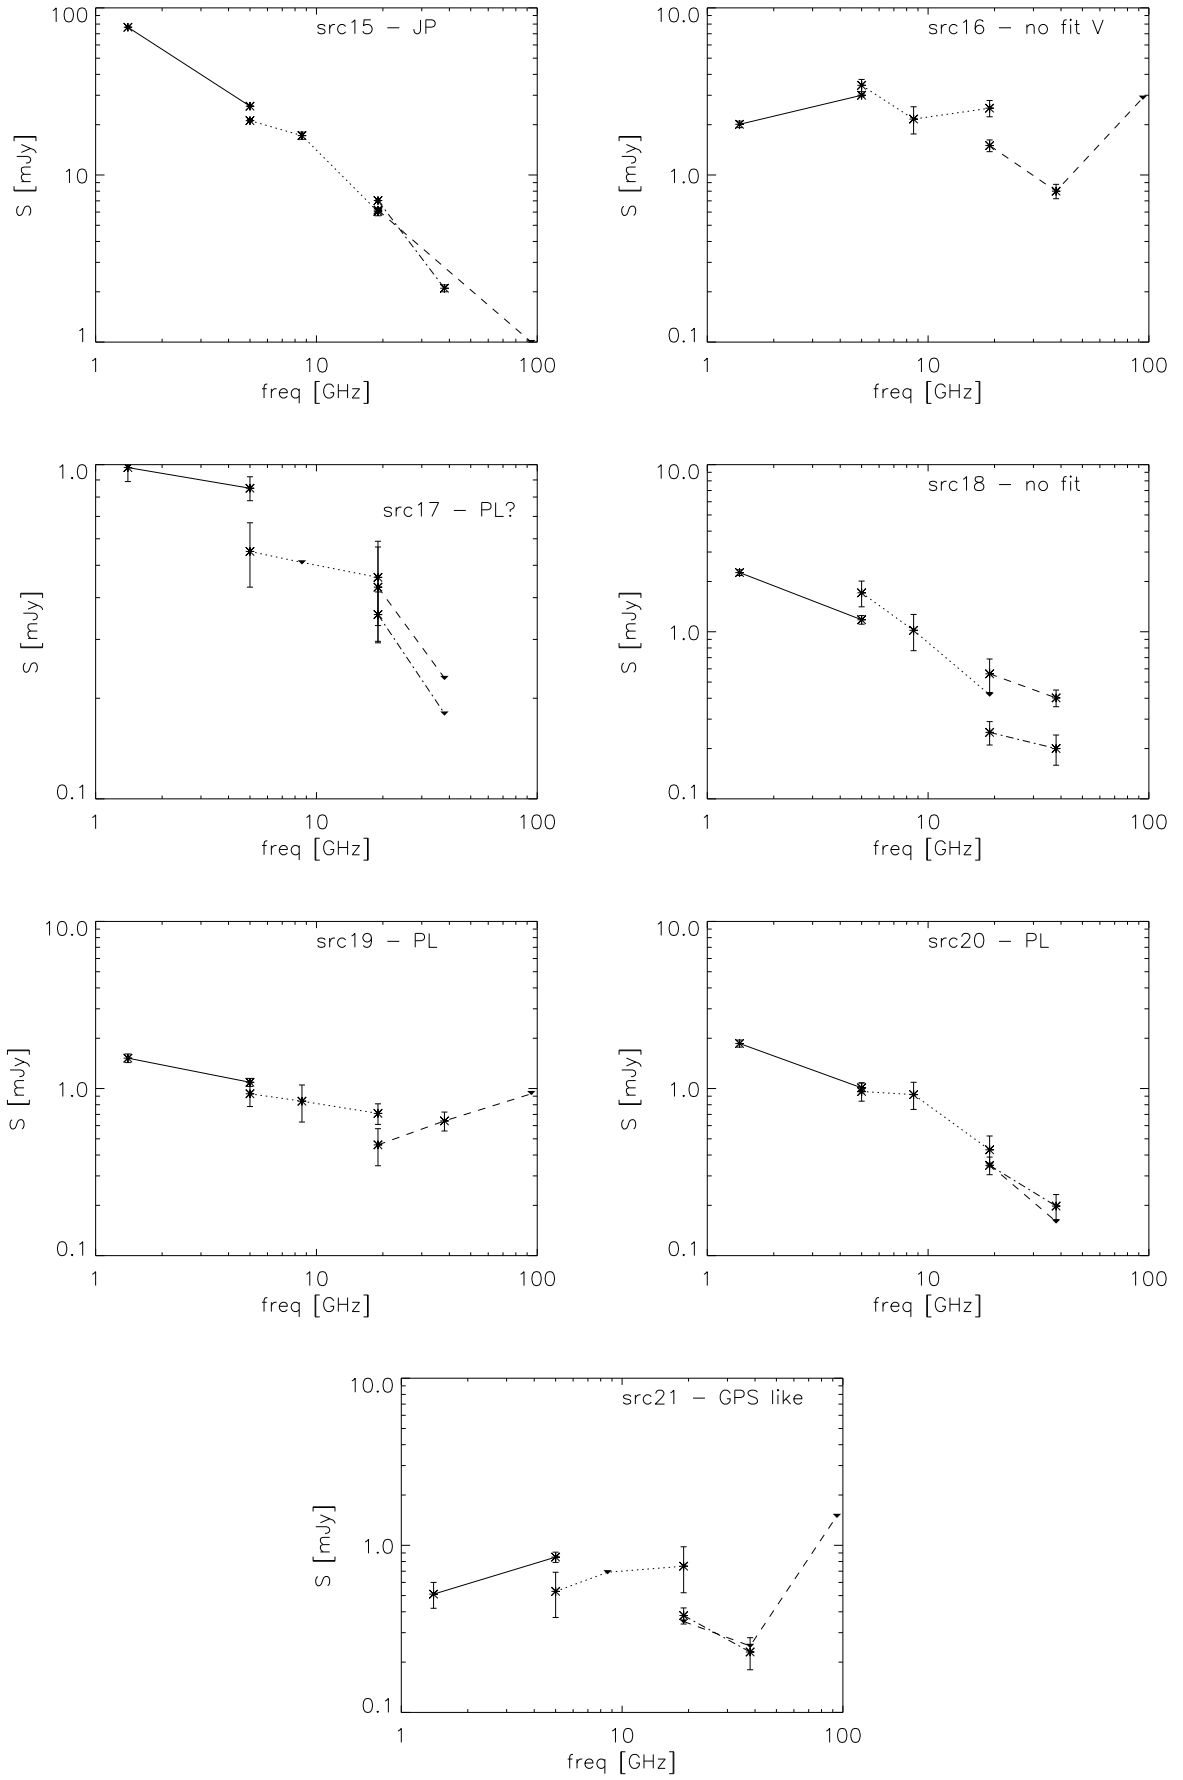 src15 – JP
100
10
1
S [mJy]
1 10 100
freq [GHz]
src16 – no fit V
10.0
1.0
0.1
S [mJy]
1 10 100
freq [GHz]
src17 – PL?
1.0
0.1
S [mJy]
1 10 100
freq [GHz]
src18 – no fit
10.0
1.0
0.1
S [mJy]
1 10 100
freq [GHz]
src19 – PL
10.0
1.0
0.1
S [mJy]
1 10 100
freq [GHz]
src20 – PL
10.0
1.0
0.1
S [mJy]
1 10 100
freq [GHz]
src21 – GPS like
10.0
1.0
0.1
S [mJy]
1 10 100
freq [GHz]